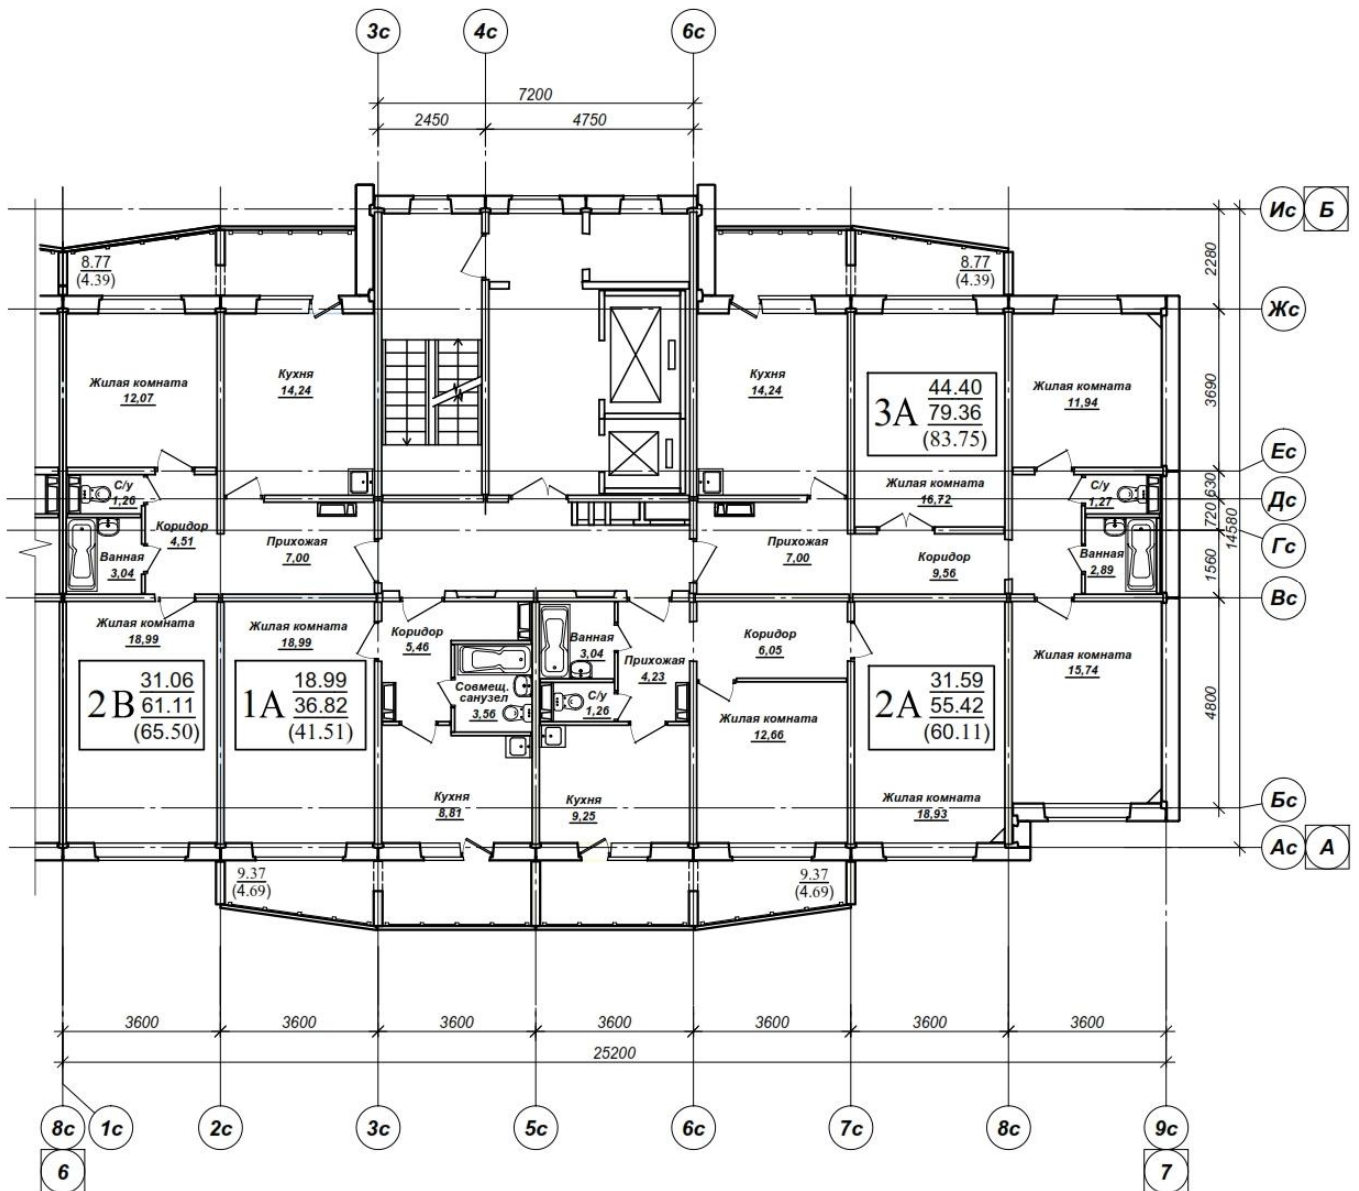 3с
4с
6с
7200
2450
4750
Ис
Б
8.77
(4.39)
8.77
(4.39)
2280
Жс
Жилая комната
12,07
Кухня
14,24
Кухня
14,24
3А
44.40
79.36
(83.75)
Жилая комната
11,94
3690
Ес
С/у
1,26
Жилая комната
16,72
С/у
1,27
630
Дс
Коридор
4,51
Прихожая
7,00
Прихожая
7,00
Коридор
9,56
720
14580
Гс
Ванная
3,04
Ванная
2,89
1560
Вс
Жилая комната
18,99
Жилая комната
18,99
Коридор
5,46
Ванная
3,04
Прихожая
4,23
Коридор
6,05
Жилая комната
15,74
2В
31.06
61.11
(65.50)
1А
18.99
36.82
(41.51)
Совмещ.
санузел
3,56
С/у
1,26
Жилая комната
12,66
2А
31.59
55.42
(60.11)
4800
Кухня
8,81
Кухня
9,25
Жилая комната
18,93
Бс
Ас
А
9.37
(4.69)
9.37
(4.69)
3600
3600
3600
3600
3600
3600
3600
25200
8с
1с
2с
3с
5с
6с
7с
8с
9с
6
7